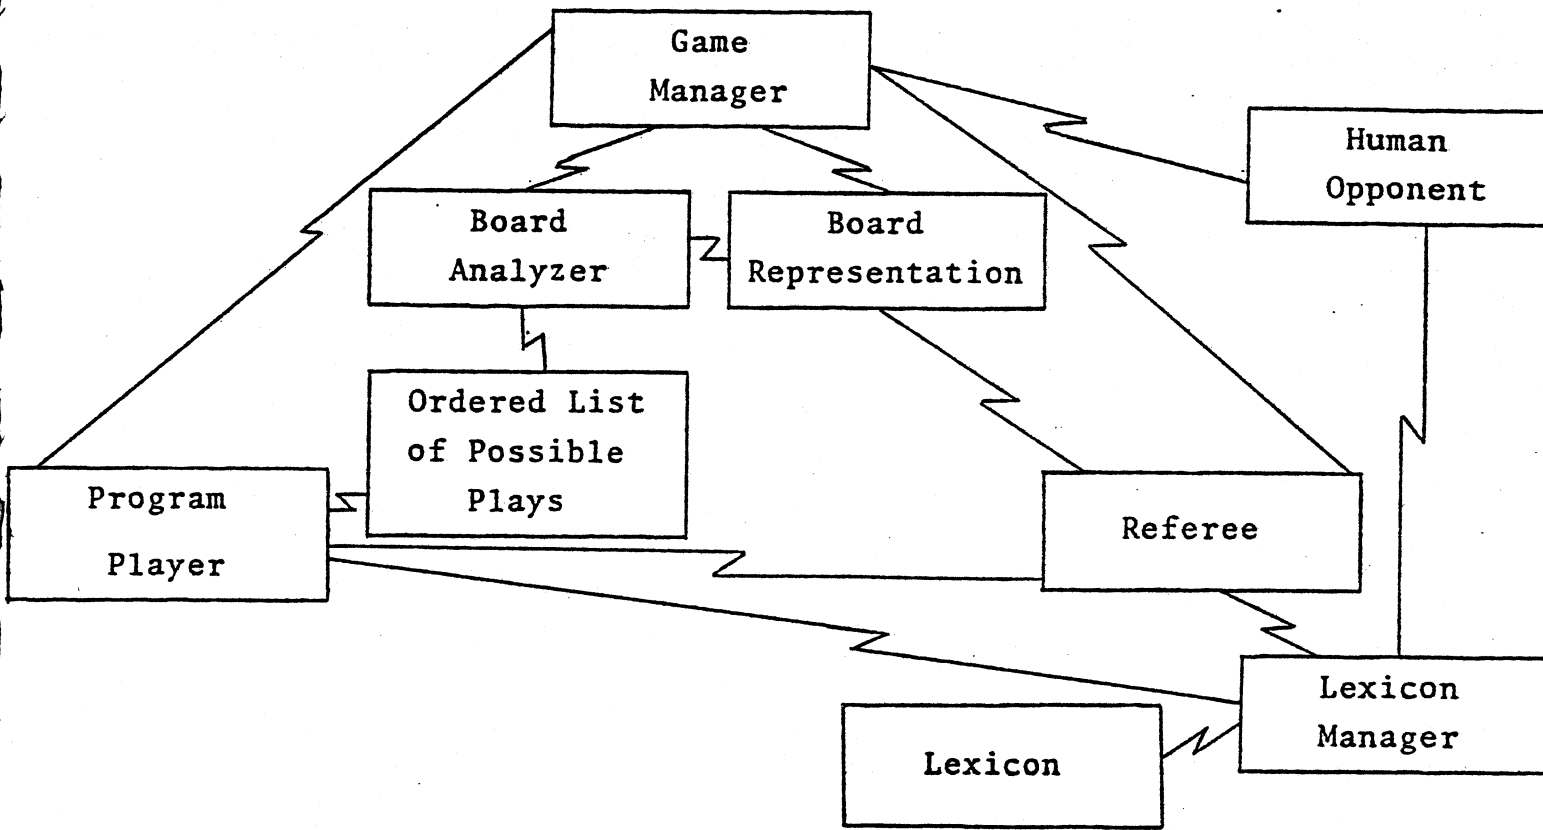 Game
Manager
Human
Opponent
Board
Analyzer
Board
Representation
Ordered List
of Possible
Plays
Program
Player
Referee
Lexicon
Manager
Lexicon